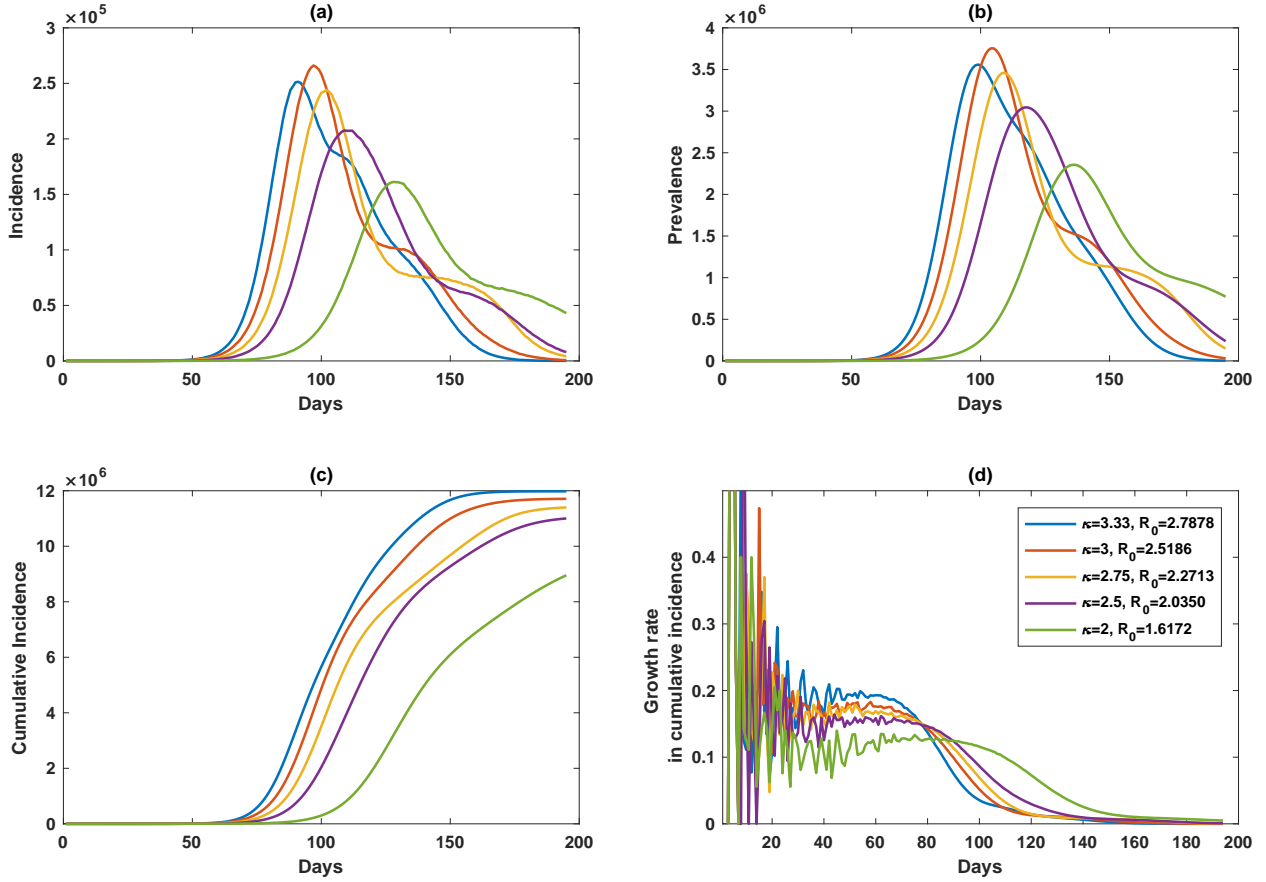 (a)
×10^5
3
2.5
2
1.5
1
0.5
0
Incidence
0 50 100 150 200
Days
(b)
×10^6
4
3.5
3
2.5
2
1.5
1
0.5
0
Prevalence
0 50 100 150 200
Days
(c)
×10^6
12
10
8
6
4
2
0
Cumulative Incidence
0 50 100 150 200
Days
(d)
0.4
0.3
0.2
0.1
0
Growth rate
in cumulative incidence
κ=3.33, R_0=2.7878
κ=3, R_0=2.5186
κ=2.75, R_0=2.2713
κ=2.5, R_0=2.0350
κ=2, R_0=1.6172
20 40 60 80 100 120 140 160 180 200
Days